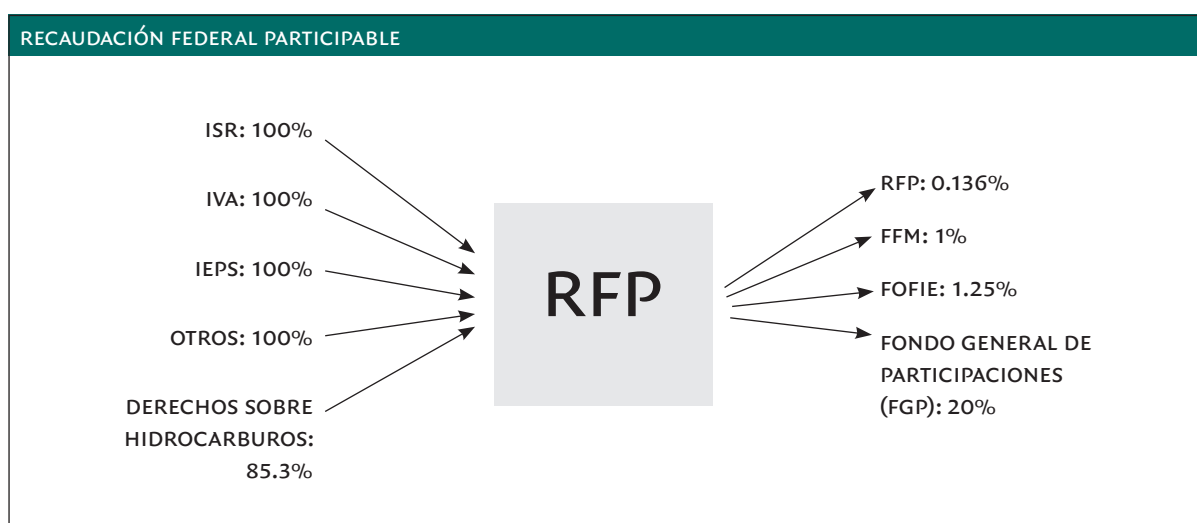 RECAUDACIÓN FEDERAL PARTICIPABLE
ISR: 100%
IVA: 100%
IEPS: 100%
OTROS: 100%
DERECHOS SOBRE
HIDROCARBUROS:
85.3%
RFP
RFP: 0.136%
FFM: 1%
FOFIE: 1.25%
FONDO GENERAL DE
PARTICIPACIONES
(FGP): 20%